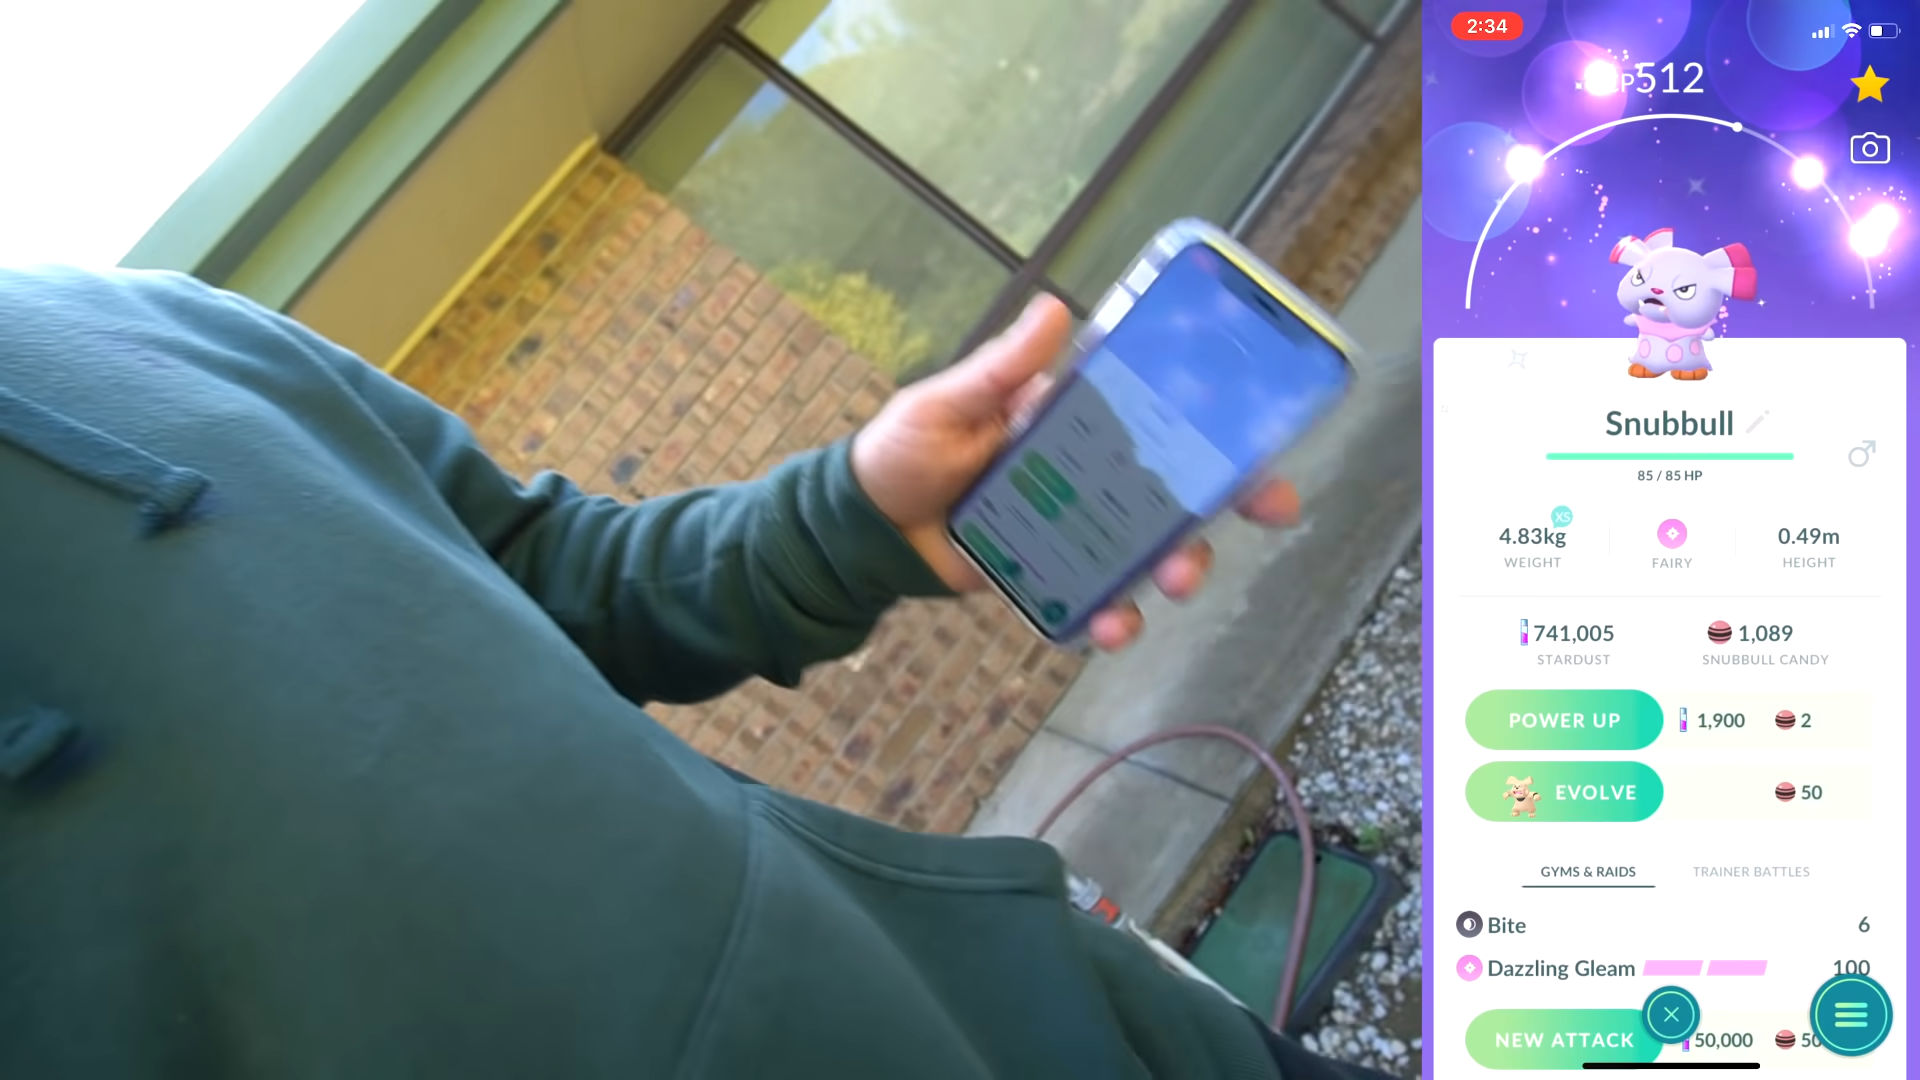 2:34
CP512
Snubbull
85 / 85 HP
XS
4.83kg
0.49m
WEIGHT
FAIRY
HEIGHT
741,005
1,089
STARDUST
SNUBBULL CANDY
POWER UP
1,900
2
EVOLVE
50
GYMS & RAIDS
TRAINER BATTLES
Bite
6
Dazzling Gleam
100
NEW ATTACK
50,000
50